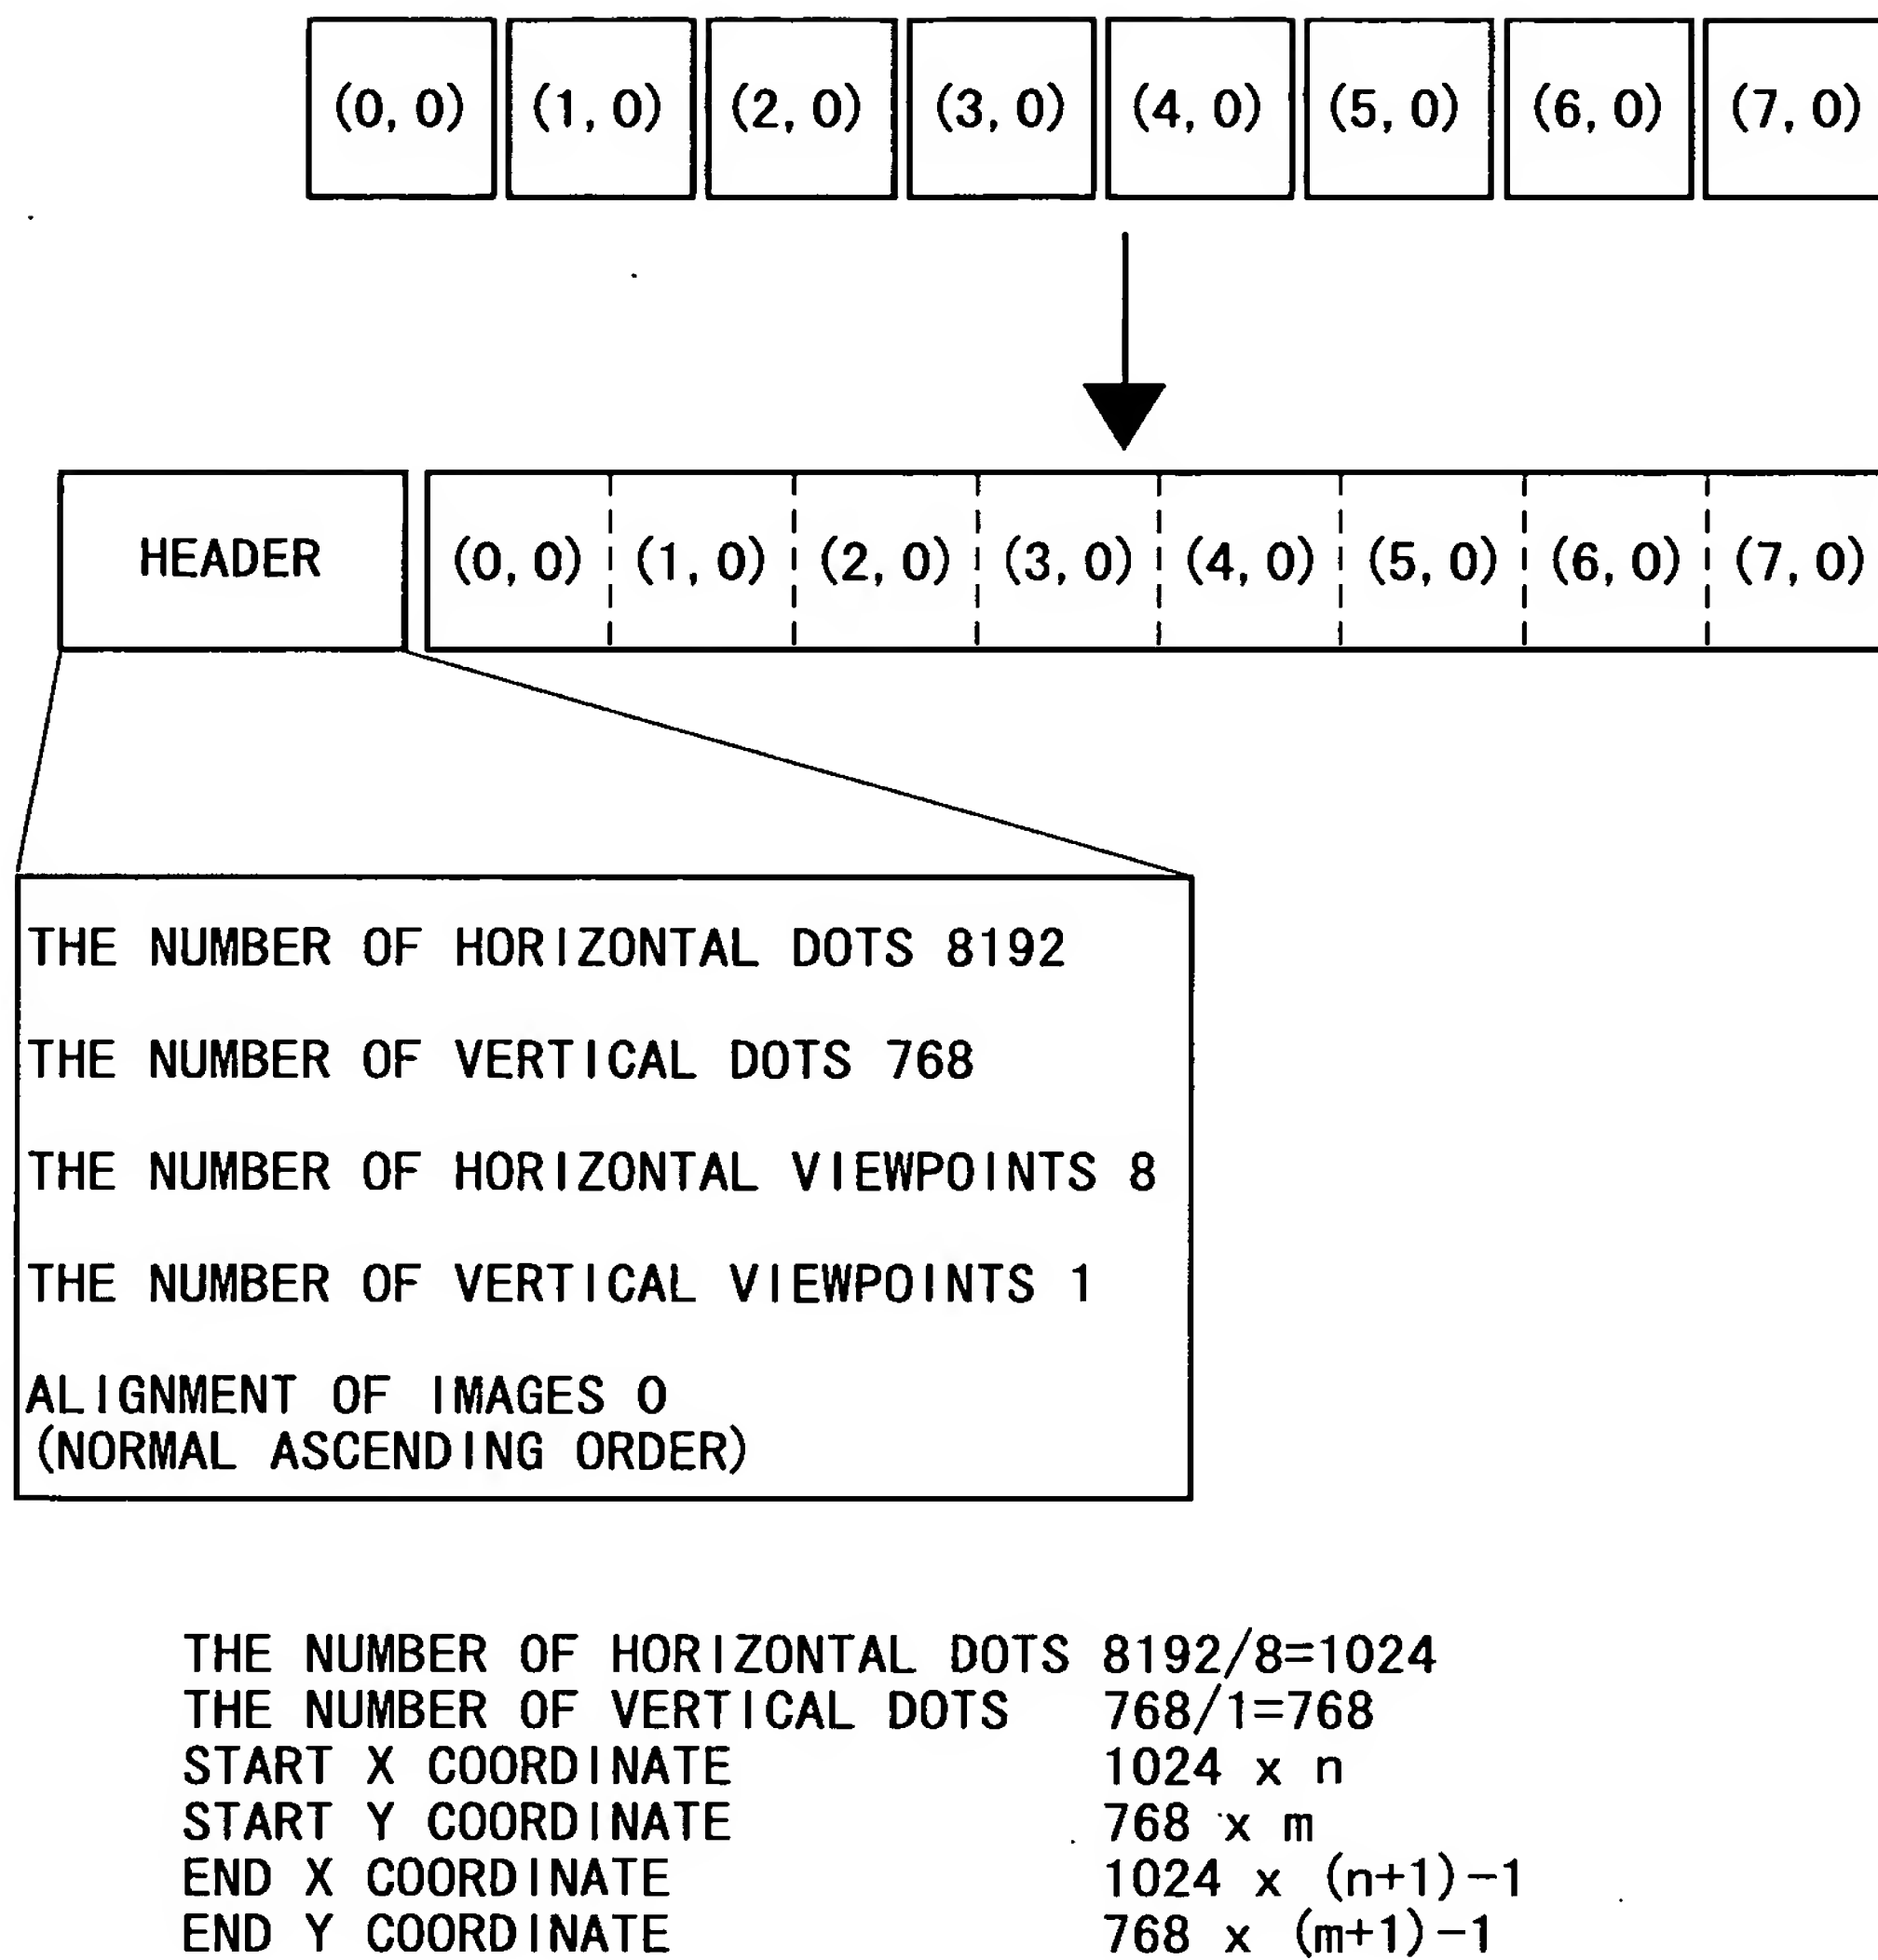 (0, 0) (1, 0) (2, 0) (3, 0) (4, 0) (5, 0) (6, 0) (7, 0)
HEADER (0, 0) (1, 0) (2, 0) (3, 0) (4, 0) (5, 0) (6, 0) (7, 0)
THE NUMBER OF HORIZONTAL DOTS 8192
THE NUMBER OF VERTICAL DOTS 768
THE NUMBER OF HORIZONTAL VIEWPOINTS 8
THE NUMBER OF VERTICAL VIEWPOINTS 1
ALIGNMENT OF IMAGES 0
(NORMAL ASCENDING ORDER)
THE NUMBER OF HORIZONTAL DOTS 8192/8=1024
THE NUMBER OF VERTICAL DOTS 768/1=768
START X COORDINATE 1024 x n
START Y COORDINATE 768 x m
END X COORDINATE 1024 x (n+1)-1
END Y COORDINATE 768 x (m+1)-1